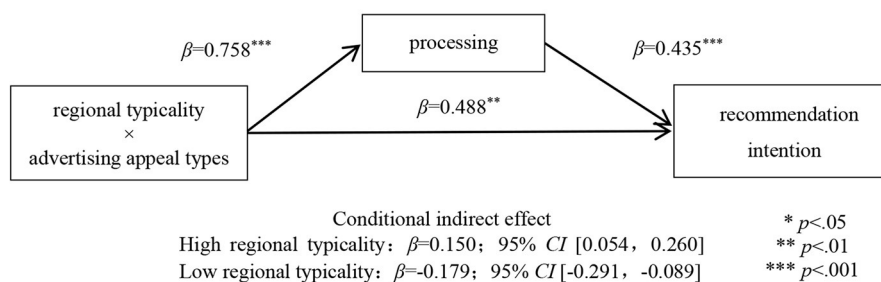 β=0.758***
processing
β=0.435***
regional typicality
×
advertising appeal types
β=0.488**
recommendation
intention
Conditional indirect effect
High regional typicality：β=0.150；95% CI [0.054，0.260]
Low regional typicality：β=-0.179；95% CI [-0.291，-0.089]
* p<.05
** p<.01
*** p<.001